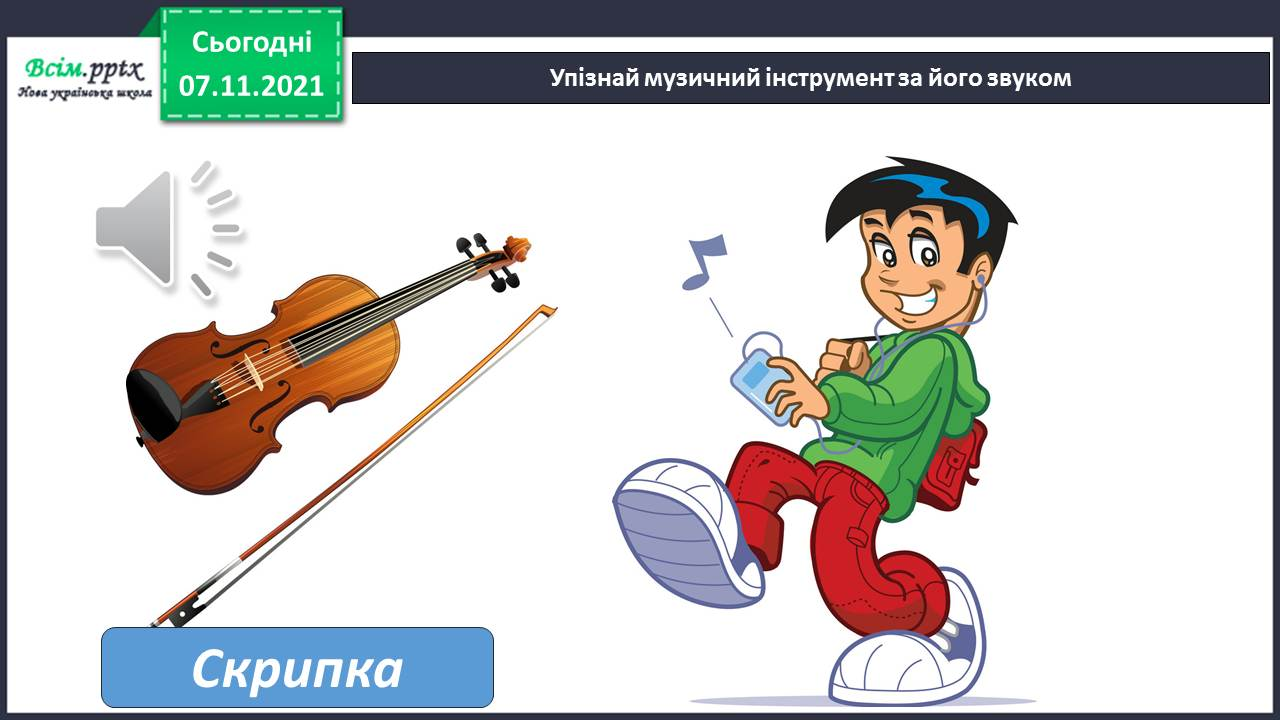 Всім.pptx
Нова українська школа
Сьогодні
07.11.2021
Упізнай музичний інструмент за його звуком
Скрипка